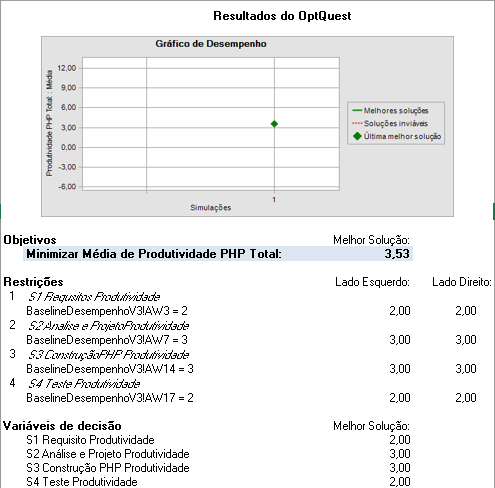 Resultados do OptQuest
Gráfico de Desempenho
Produtividade PHP Total : Média
12,00
9,00
6,00
3,00
0,00
-3,00
-6,00
1
Simulações
Melhores soluções
Soluções inviáveis
Última melhor solução
Objetivos Melhor Solução:
Minimizar Média de Produtividade PHP Total: 3,53
Restrições Lado Esquerdo: Lado Direito:
1 S1 Requsitos Produtividade
BaselineDesempenhoV3!AW3 = 2 2,00 2,00
2 S2 Analise e ProjetoProdutividade
BaselineDesempenhoV3!AW7 = 3 3,00 3,00
3 S3 ConstruçãoPHP Produtividade
BaselineDesempenhoV3!AW14 = 3 3,00 3,00
4 S4 Teste Produtividade
BaselineDesempenhoV3!AW17 = 2 2,00 2,00
Variáveis de decisão Melhor Solução:
S1 Requisito Produtividade 2,00
S2 Análise e Projeto Produtividade 3,00
S3 Construção PHP Produtividade 3,00
S4 Teste Produtividade 2,00